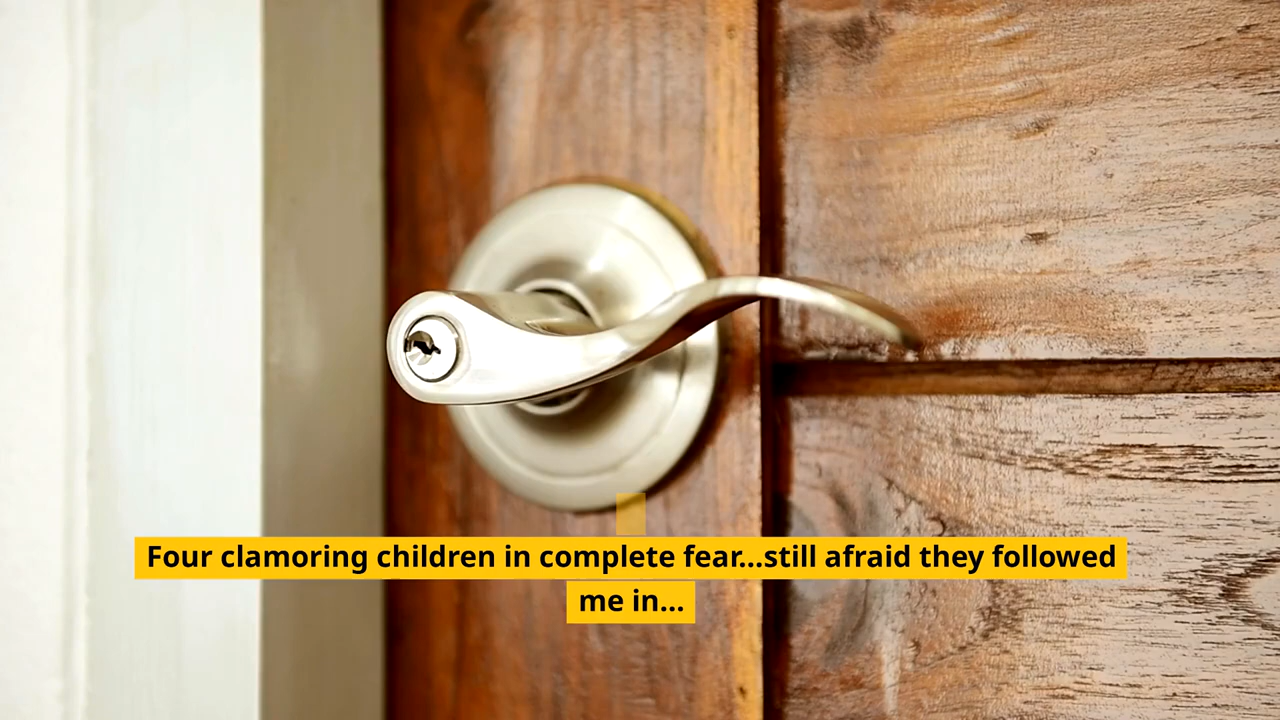 Four clamoring children in complete fear...still afraid they followed
me in...